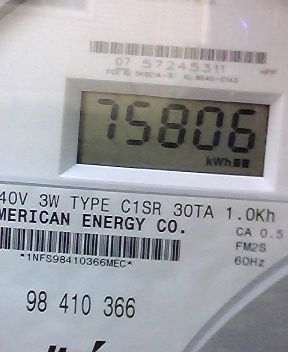 07 57245311
75806
kWh
40V 3W TYPE C1SR 30TA 1.0Kh
MERICAN ENERGY CO.
CA 0.5
FM2S
*1NFS98410366MEC*
60Hz
98 410 366